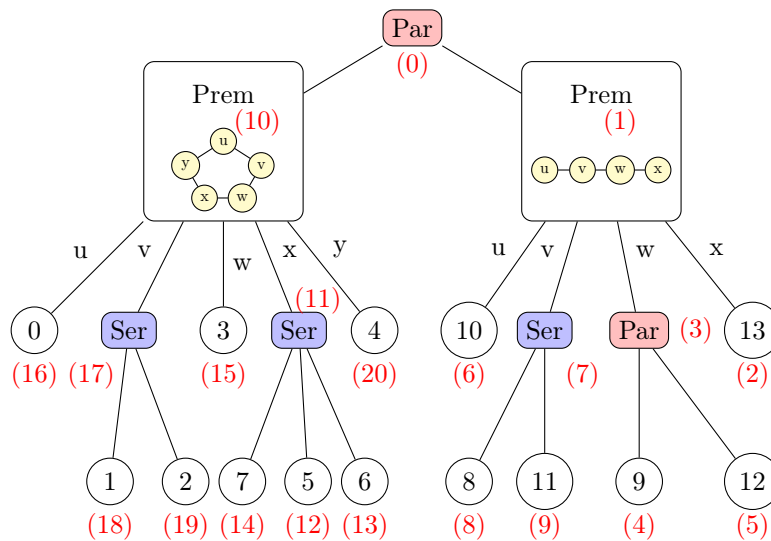 Par
(0)
Prem Prem
(10) (1)
u
y v
x w
u v w x
u v w x y u v w x
(11)
0 Ser 3 Ser 4 10 Ser Par (3) 13
(16) (17) (15) (20) (6) (7) (2)
1 2 7 5 6 8 11 9 12
(18) (19) (14) (12) (13) (8) (9) (4) (5)